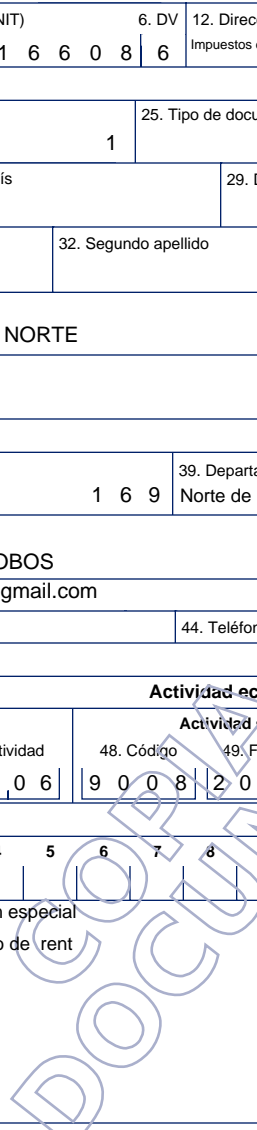 NIT) 6. DV 12. Direcc
1 6 6 0 8 6 Impuestos
25. Tipo de docu
1
ís 29. D
32. Segundo apellido
NORTE
39. Departa
1 6 9 Norte de
OBOS
gmail.com
44. Teléfon
Actividad ec
Actividad
tividad 48. Código 49. F
0 6 9 0 0 8 2 0
5 6 7 8
n especial
o de rent
COPIA
DOCUM